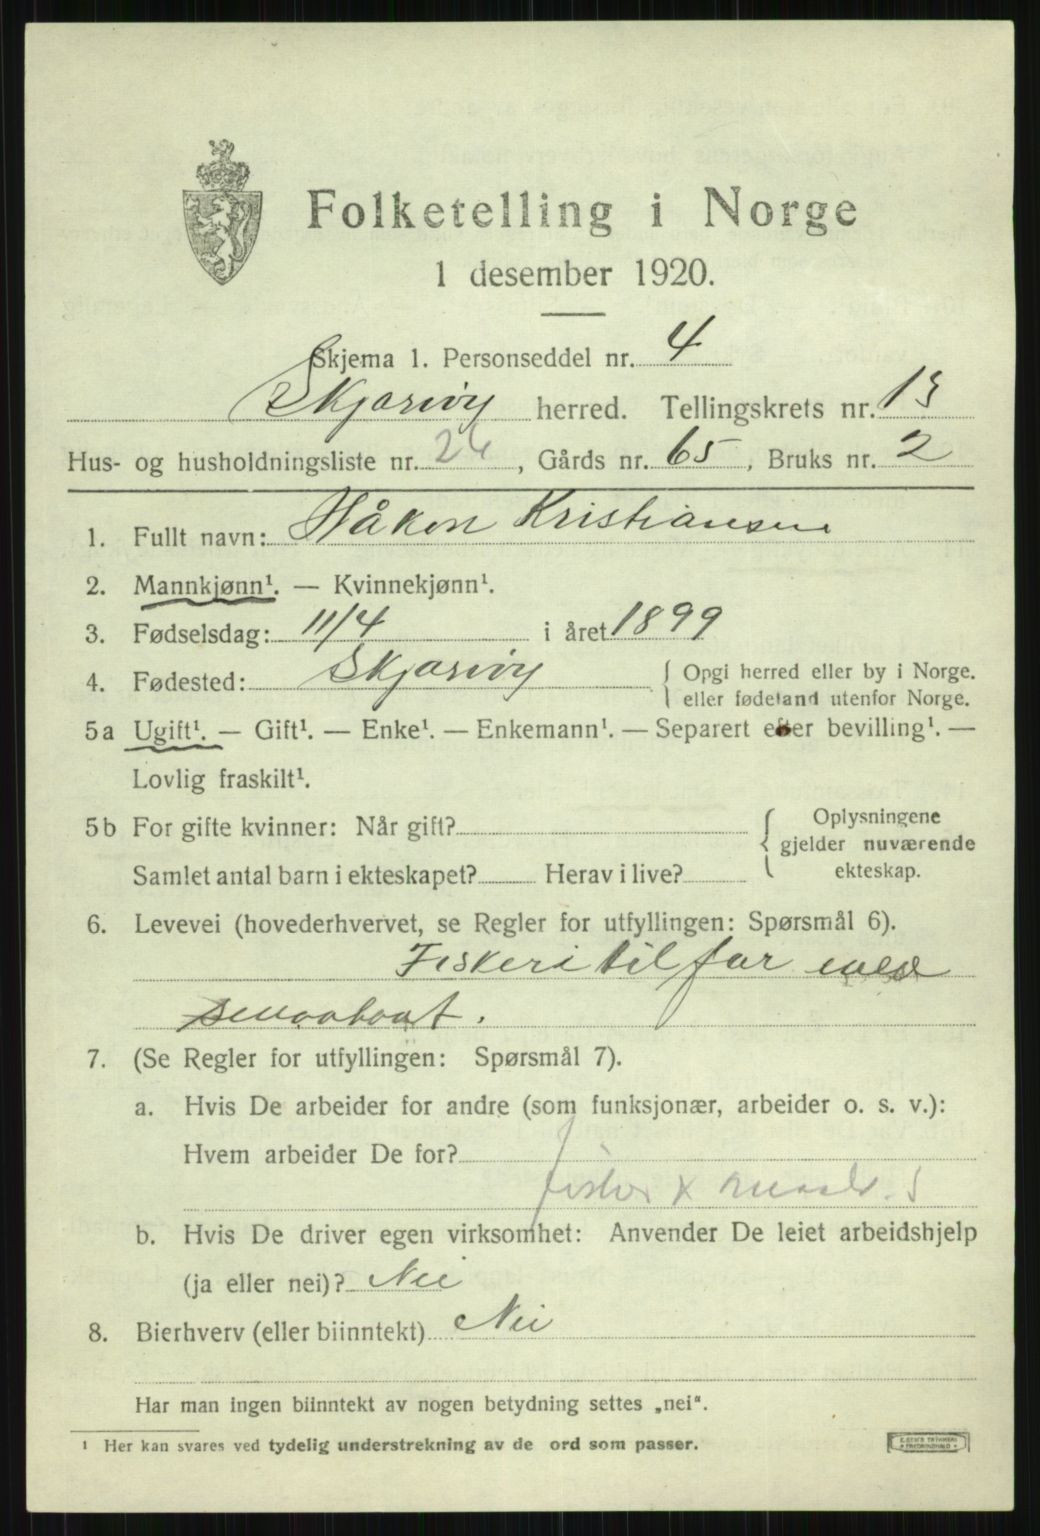 Folketelling i Norge
1 desember 1920.
Skjema 1. Personseddel nr. 4
Skjærvøy herred. Tellingskrets nr. 13
Hus- og husholdningsliste nr. 26, Gårds nr. 65, Bruks nr. 2
1. Fullt navn: Håkon Kristiansen
2. Mannkjønn¹. — Kvinnekjønn¹.
3. Fødselsdag: 11/4 i året 1899
4. Fødested: Skjærvøy { Opgi herred eller by i Norge.
{ eller fødeland utenfor Norge.
5a Ugift¹. — Gift¹. — Enke¹. — Enkemann¹. — Separert efter bevilling¹. —
Lovlig fraskilt¹.
5b For gifte kvinner: Når gift? { Oplysningene
gjelder nuværende
Samlet antal barn i ekteskapet? Herav i live? ekteskap.
6. Levevei (hovederhvervet, se Regler for utfyllingen: Spørsmål 6).
Fiskeri til far med
smaabaat.
7. (Se Regler for utfyllingen: Spørsmål 7).
a. Hvis De arbeider for andre (som funksjonær, arbeider o. s. v.):
Hvem arbeider De for?
fisker x
b. Hvis De driver egen virksomhet: Anvender De leiet arbeidshjelp
(ja eller nei)? Nei
8. Bierhverv (eller biinntekt) Nei
Har man ingen biinntekt av nogen betydning settes „nei".
¹ Her kan svares ved tydelig understrekning av de ord som passer.